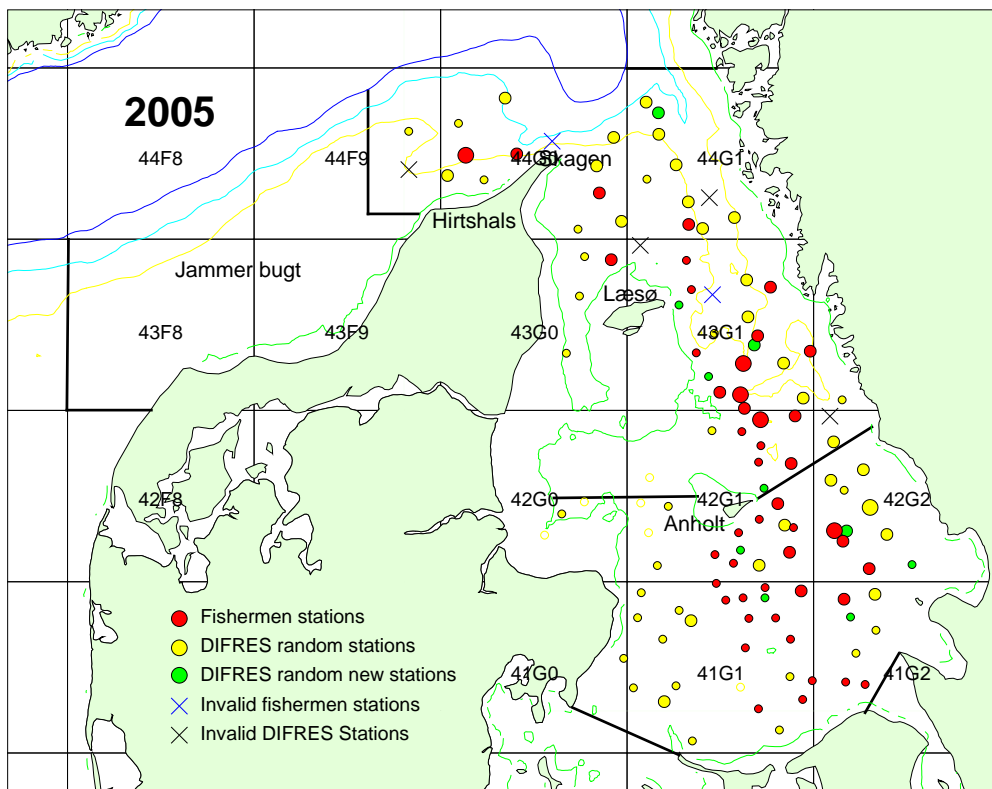 2005
44F8
44F9
44G0
Skagen
44G1
Hirtshals
Jammer bugt
Læsø
43F8
43F9
43G0
43G1
42F8
42G0
42G1
42G2
Anholt
Fishermen stations
DIFRES random stations
DIFRES random new stations
Invalid fishermen stations
Invalid DIFRES Stations
41G0
41G1
41G2